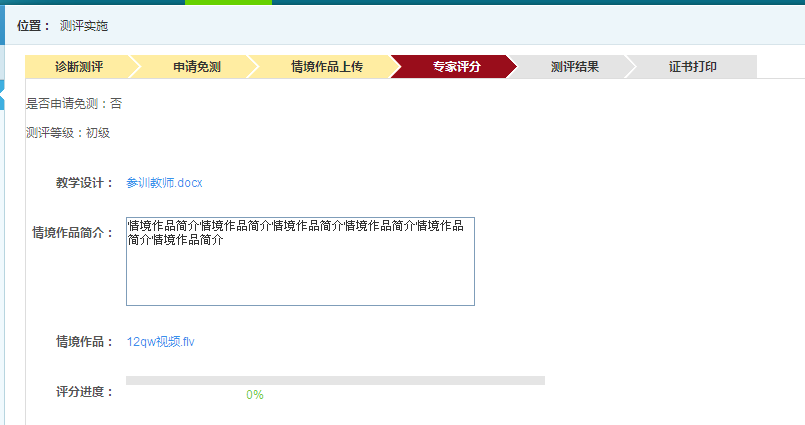 位置： 测评实施
诊断测评 申请免测 情境作品上传 专家评分 测评结果 证书打印
是否申请免测：否
测评等级：初级
教学设计： 参训教师.docx
情境作品简介： 情境作品简介情境作品简介情境作品简介情境作品简介情境作品
简介情境作品简介
情境作品： 12qw视频.flv
评分进度：
0%